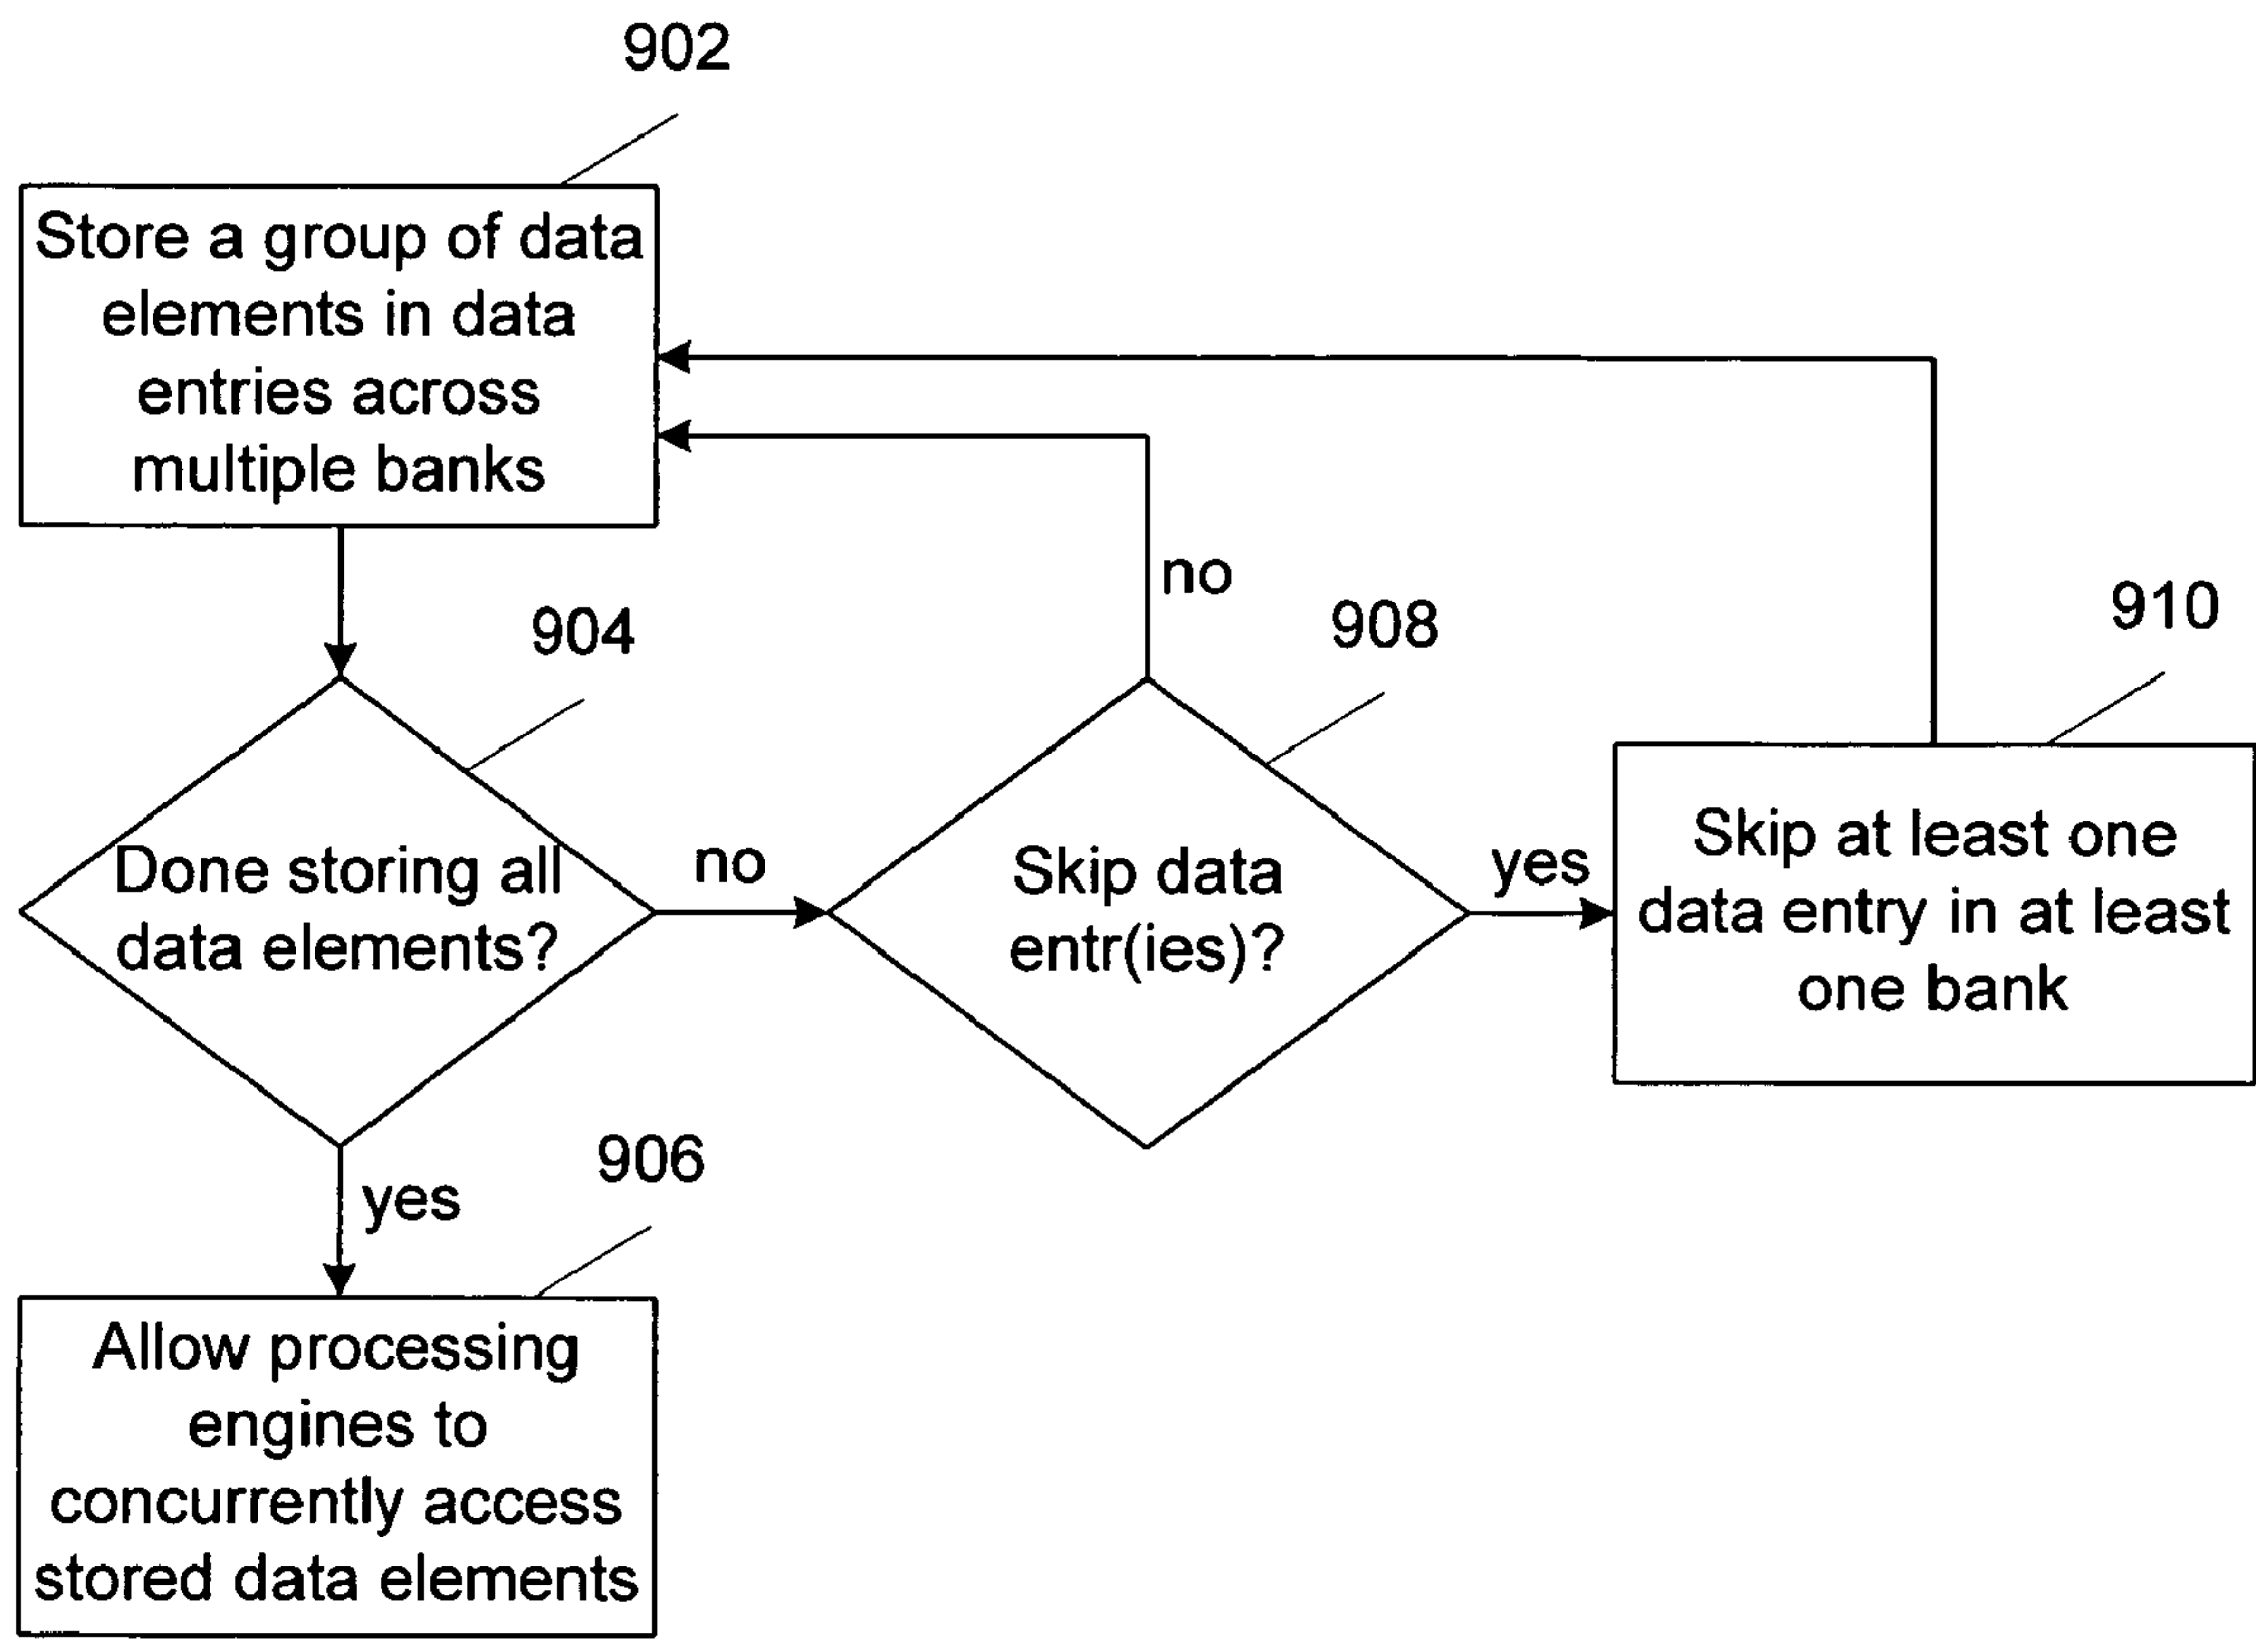 902
Store a group of data
elements in data
entries across
multiple banks
no
904
908
910
Done storing all
data elements?
no
Skip data
entr(ies)?
yes
Skip at least one
data entry in at least
one bank
yes
906
Allow processing
engines to
concurrently access
stored data elements